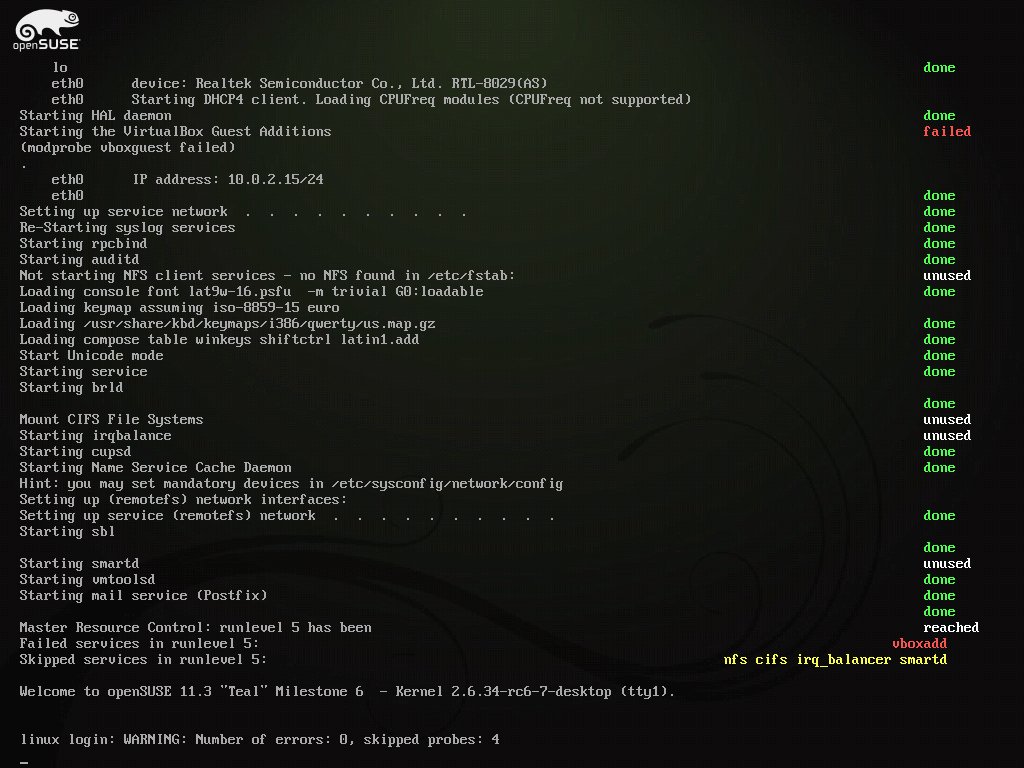 openSUSE
lo done
eth0 device: Realtek Semiconductor Co., Ltd. RTL-8029(AS)
eth0 Starting DHCP4 client. Loading CPUFreq modules (CPUFreq not supported)
Starting HAL daemon done
Starting the VirtualBox Guest Additions failed
(modprobe vboxguest failed)
.
eth0 IP address: 10.0.2.15/24
eth0 done
Setting up service network . . . . . . . . . . done
Re-Starting syslog services done
Starting rpcbind done
Starting auditd done
Not starting NFS client services - no NFS found in /etc/fstab: unused
Loading console font lat9w-16.psfu -m trivial G0:loadable done
Loading keymap assuming iso-8859-15 euro
Loading /usr/share/kbd/keymaps/i386/qwerty/us.map.gz done
Loading compose table winkeys shiftctrl latin1.add done
Start Unicode mode done
Starting service done
Starting brld
done
Mount CIFS File Systems unused
Starting irqbalance unused
Starting cupsd done
Starting Name Service Cache Daemon done
Hint: you may set mandatory devices in /etc/sysconfig/network/config
Setting up (remotefs) network interfaces:
Setting up service (remotefs) network . . . . . . . . . . done
Starting sbl
done
Starting smartd unused
Starting vmtoolsd done
Starting mail service (Postfix) done
done
Master Resource Control: runlevel 5 has been reached
Failed services in runlevel 5: vboxadd
Skipped services in runlevel 5: nfs cifs irq_balancer smartd
Welcome to openSUSE 11.3 "Teal" Milestone 6 - Kernel 2.6.34-rc6-7-desktop (tty1).
linux login: WARNING: Number of errors: 0, skipped probes: 4
_